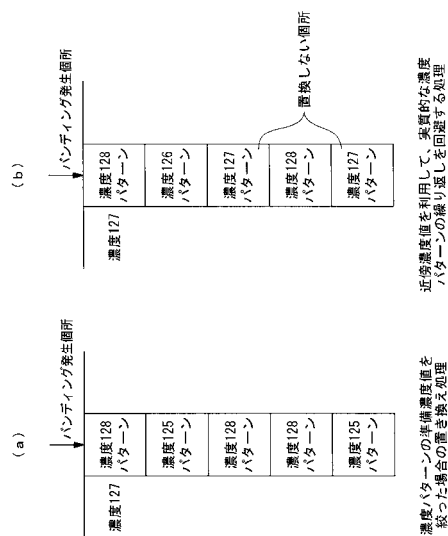 (a)
バンディング発生個所
濃度127
濃度128
パターン
濃度125
パターン
濃度128
パターン
濃度128
パターン
濃度125
パターン
濃度パターンの準備濃度値を
絞った場合の置き換え処理
(b)
バンディング発生個所
濃度127
濃度128
パターン
濃度126
パターン
濃度127
パターン
濃度128
パターン
濃度127
パターン
置換しない個所
近傍濃度値を利用して、実質的な濃度
パターンの繰り返しを回避する処理